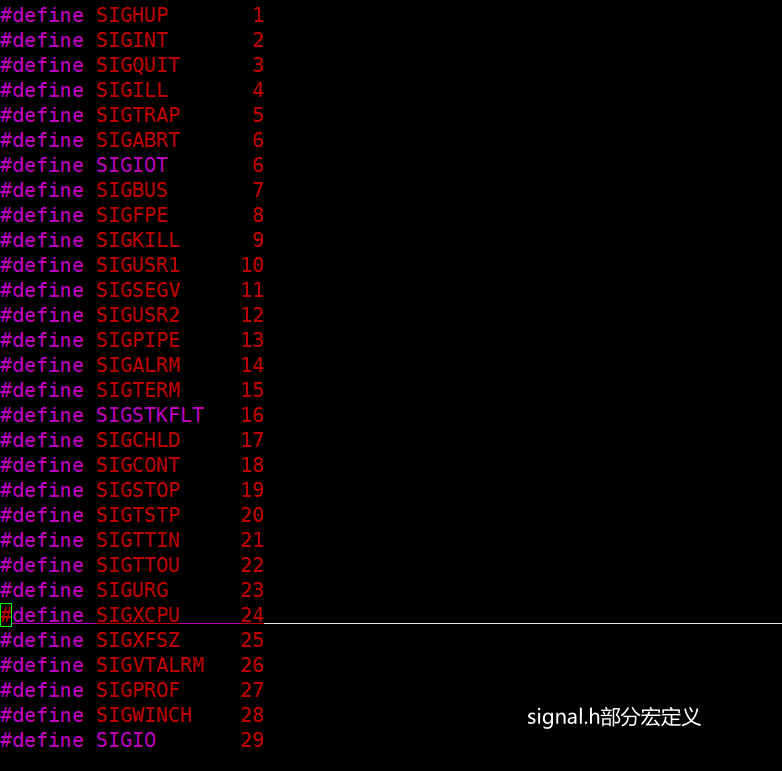 #define SIGHUP 1
#define SIGINT 2
#define SIGQUIT 3
#define SIGILL 4
#define SIGTRAP 5
#define SIGABRT 6
#define SIGIOT 6
#define SIGBUS 7
#define SIGFPE 8
#define SIGKILL 9
#define SIGUSR1 10
#define SIGSEGV 11
#define SIGUSR2 12
#define SIGPIPE 13
#define SIGALRM 14
#define SIGTERM 15
#define SIGSTKFLT 16
#define SIGCHLD 17
#define SIGCONT 18
#define SIGSTOP 19
#define SIGTSTP 20
#define SIGTTIN 21
#define SIGTTOU 22
#define SIGURG 23
#define SIGXCPU 24
#define SIGXFSZ 25
#define SIGVTALRM 26
#define SIGPROF 27
#define SIGWINCH 28
#define SIGIO 29
signal.h部分宏定义